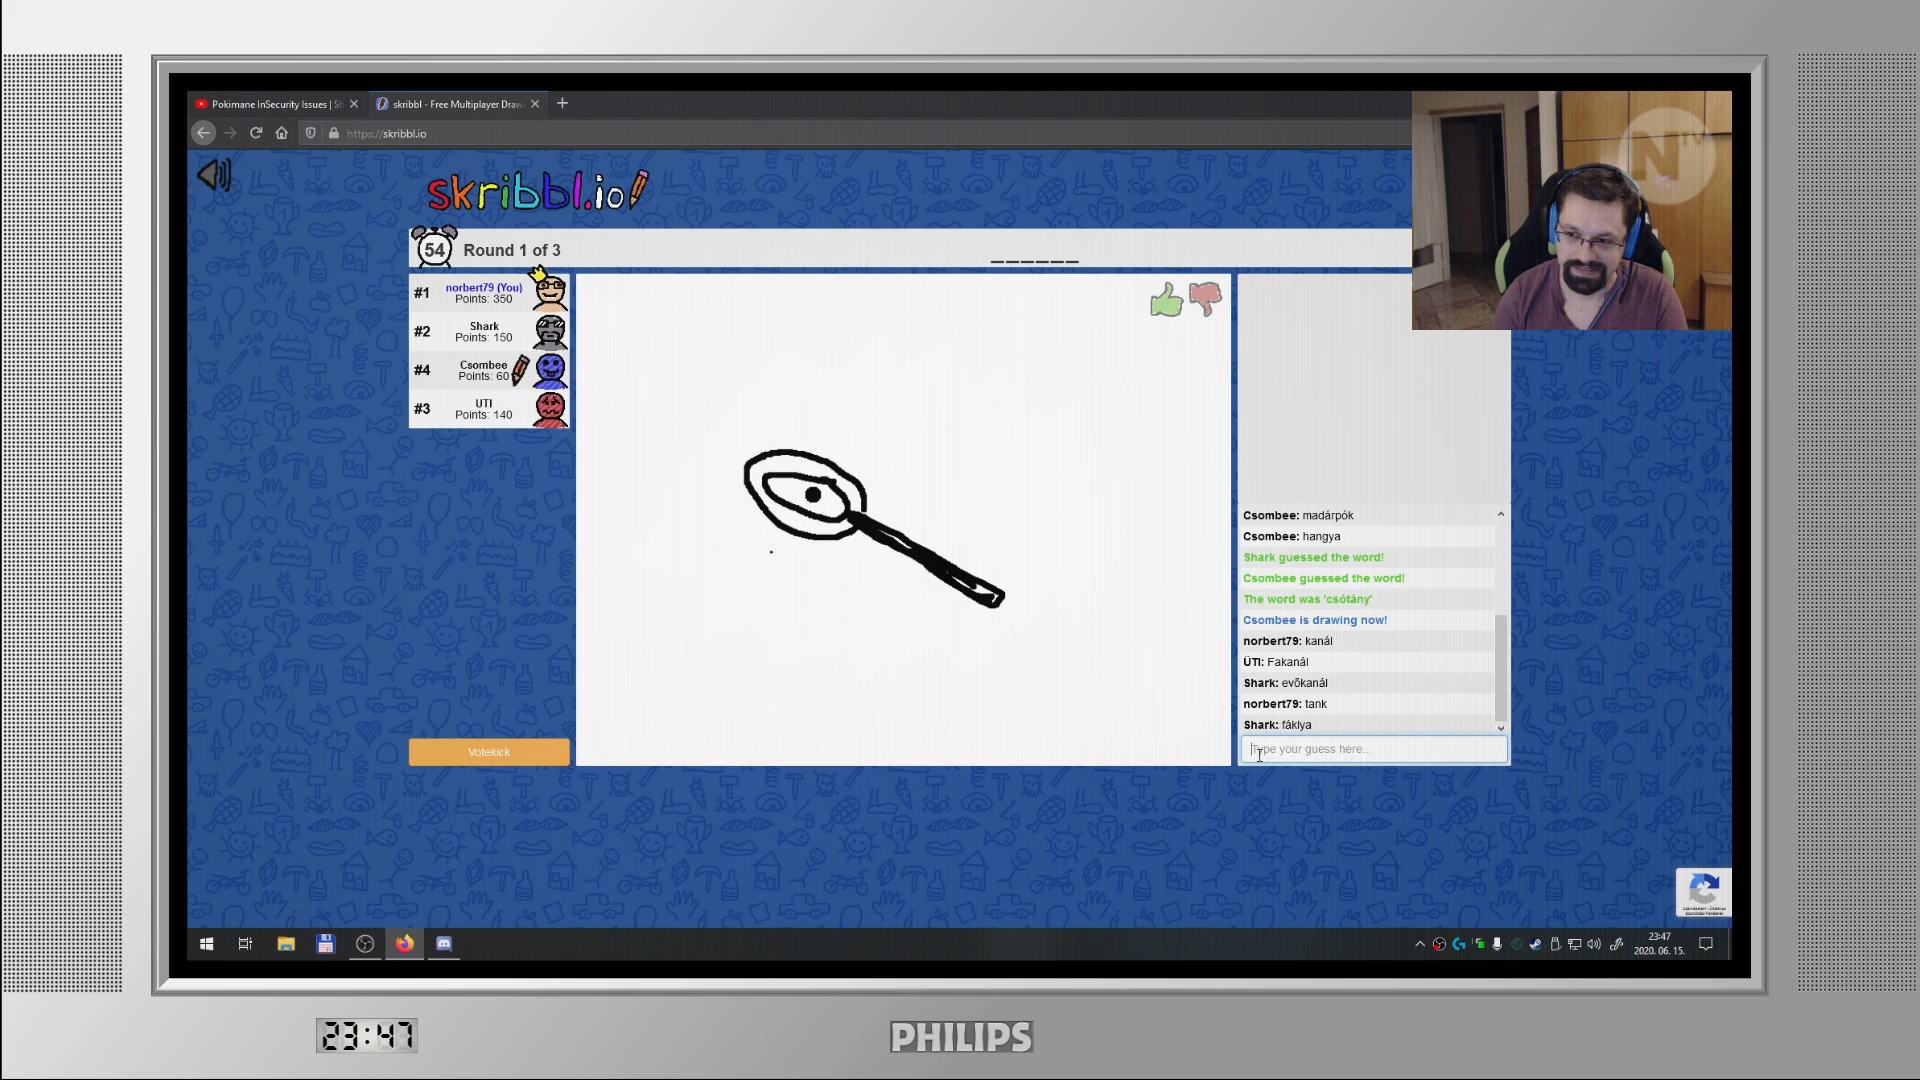 Pokimane InSecurity Issues | Sh
skribbl - Free Multiplayer Draw
https://skribbl.io
skribbl.io
54
Round 1 of 3
______
#1
norbert79 (You)
Points: 350
#2
Shark
Points: 150
#4
Csombee
Points: 60
#3
UTI
Points: 140
Votekick
Csombee: madárpók
Csombee: hangya
Shark guessed the word!
Csombee guessed the word!
The word was 'csótány'
Csombee is drawing now!
norbert79: kanál
ÜTI: Fakanál
Shark: evőkanál
norbert79: tank
Shark: fáklya
Type your guess here...
23:47
2020. 06. 15.
23:47
PHILIPS